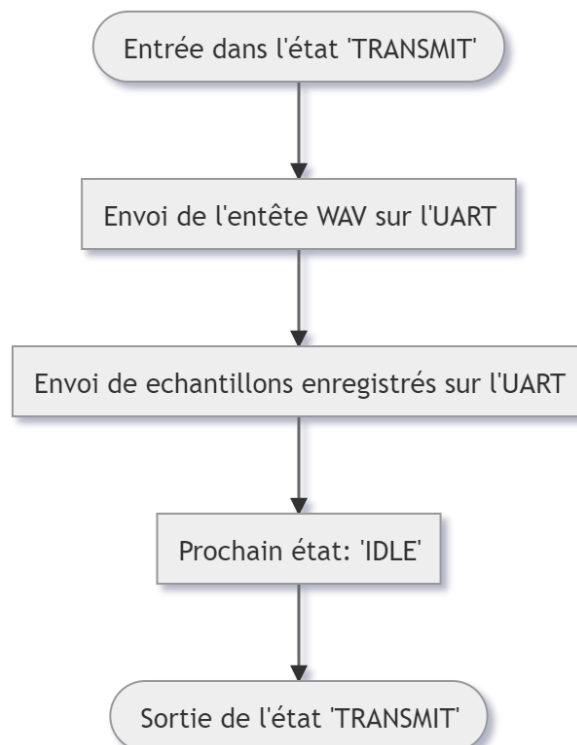 Entrée dans l'état 'TRANSMIT'
Envoi de l'entête WAV sur l'UART
Envoi de echantillons enregistrés sur l'UART
Prochain état: 'IDLE'
Sortie de l'état 'TRANSMIT'